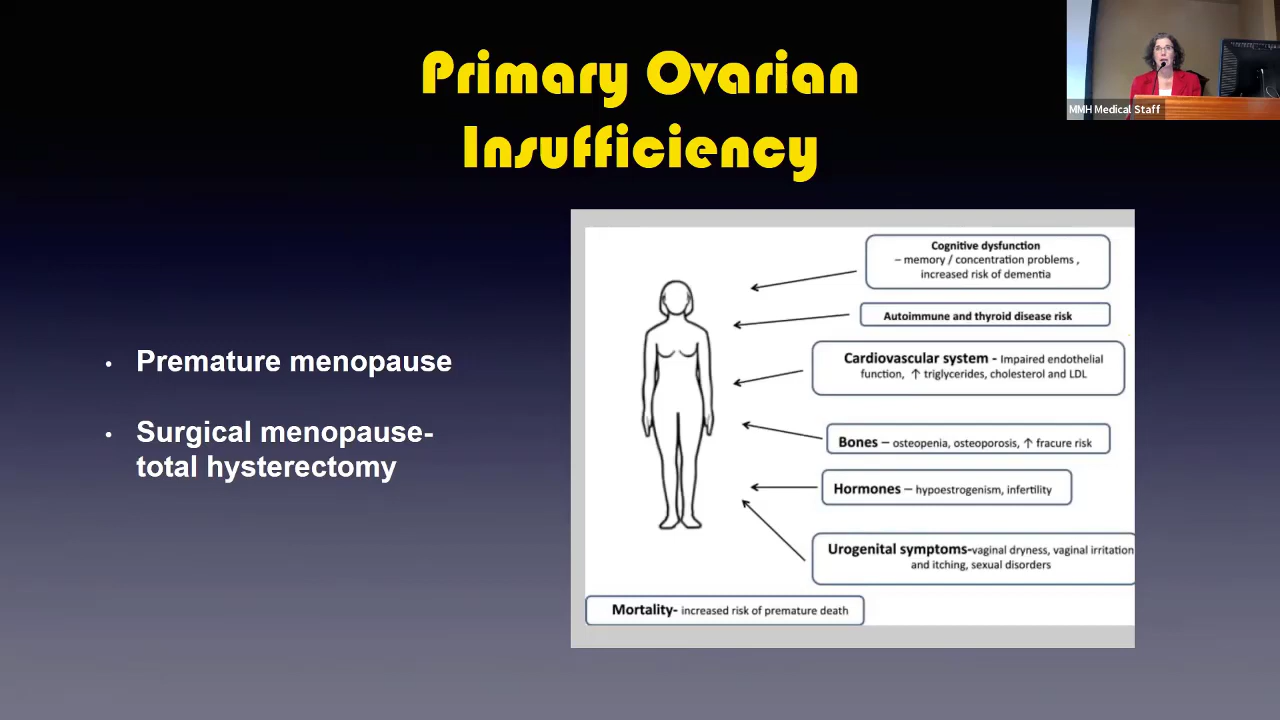 Primary Ovarian
Insufficiency
MMH Medical Staff
• Premature menopause
• Surgical menopause-
total hysterectomy
Cognitive dysfunction
– memory / concentration problems ,
increased risk of dementia
Autoimmune and thyroid disease risk
Cardiovascular system - Impaired endothelial
function, ↑ triglycerides, cholesterol and LDL
Bones – osteopenia, osteoporosis, ↑ fracure risk
Hormones – hypoestrogenism, infertility
Urogenital symptoms-vaginal dryness, vaginal irritation
and itching, sexual disorders
Mortality- increased risk of premature death